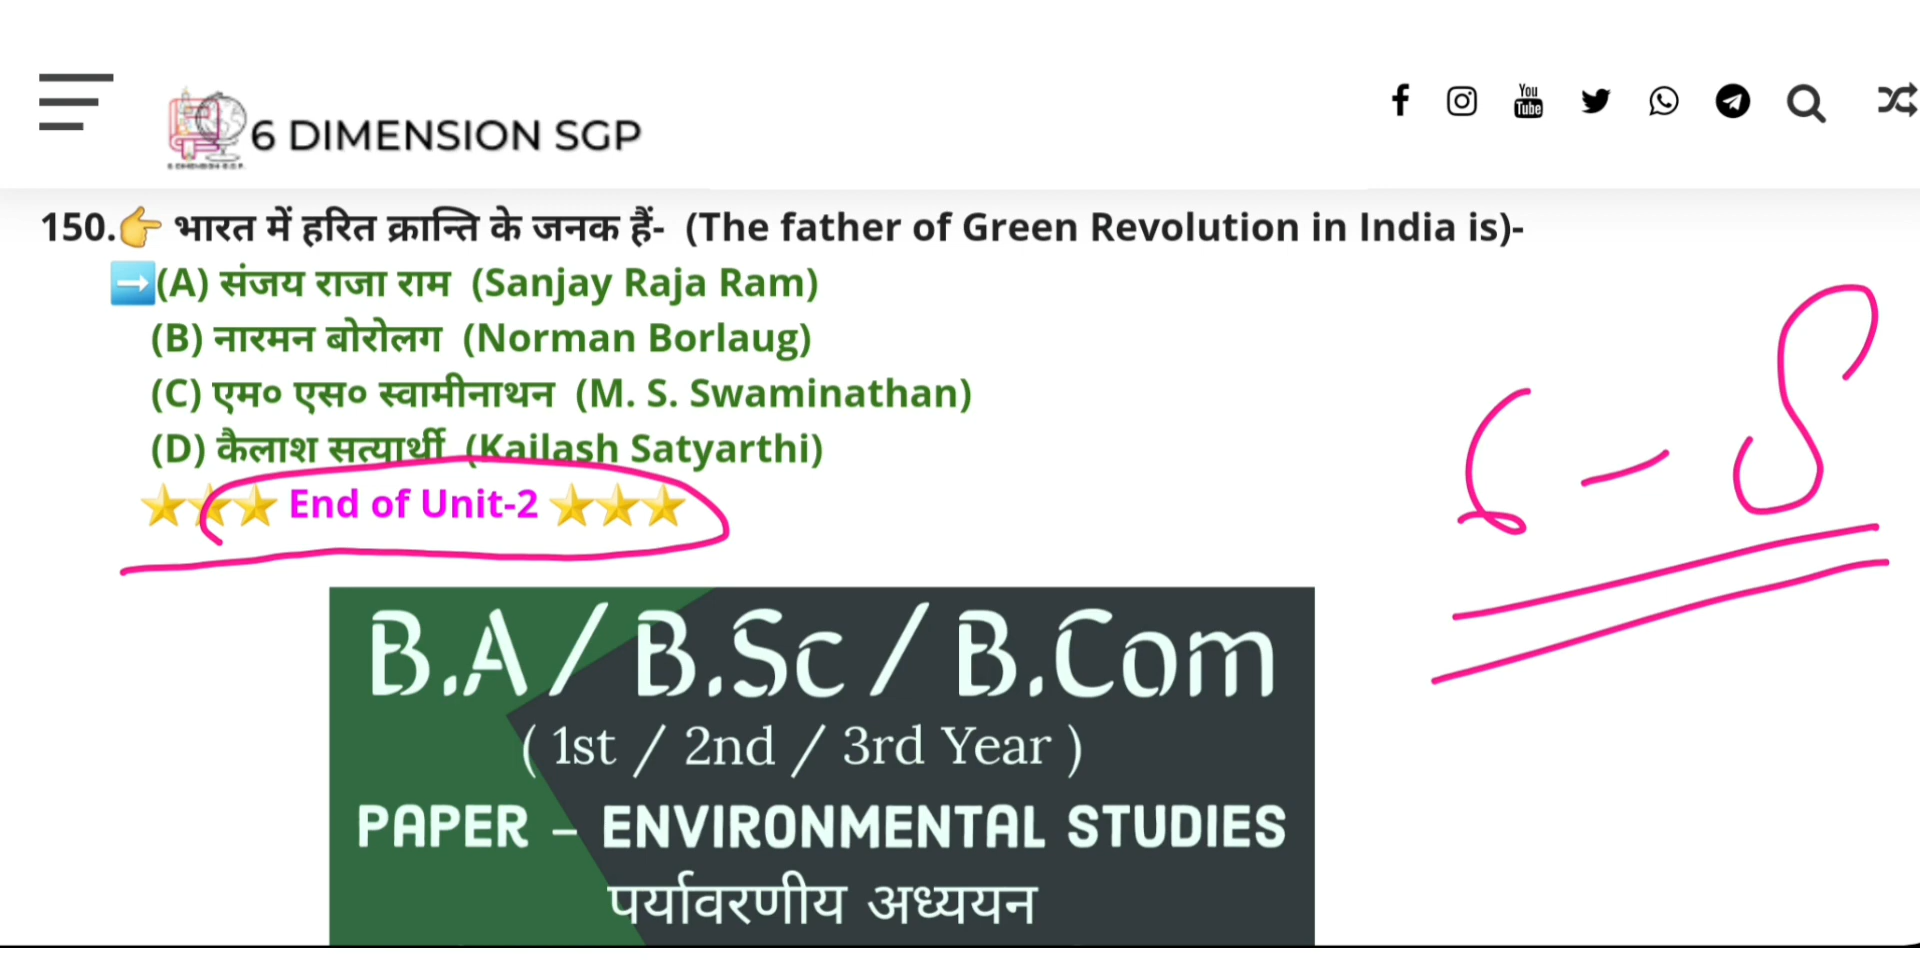 6 DIMENSION SGP
You Tube
150.👉 भारत में हरित क्रान्ति के जनक हैं- (The father of Green Revolution in India is)-
➡(A) संजय राजा राम (Sanjay Raja Ram)
(B) नारमन बोरोलग (Norman Borlaug)
(C) एम० एस० स्वामीनाथन (M. S. Swaminathan)
(D) कैलाश सत्यार्थी (Kailash Satyarthi)
⭐⭐⭐ End of Unit-2 ⭐⭐⭐
B.A / B.Sc / B.Com
( 1st / 2nd / 3rd Year )
PAPER – ENVIRONMENTAL STUDIES
पर्यावरणीय अध्ययन